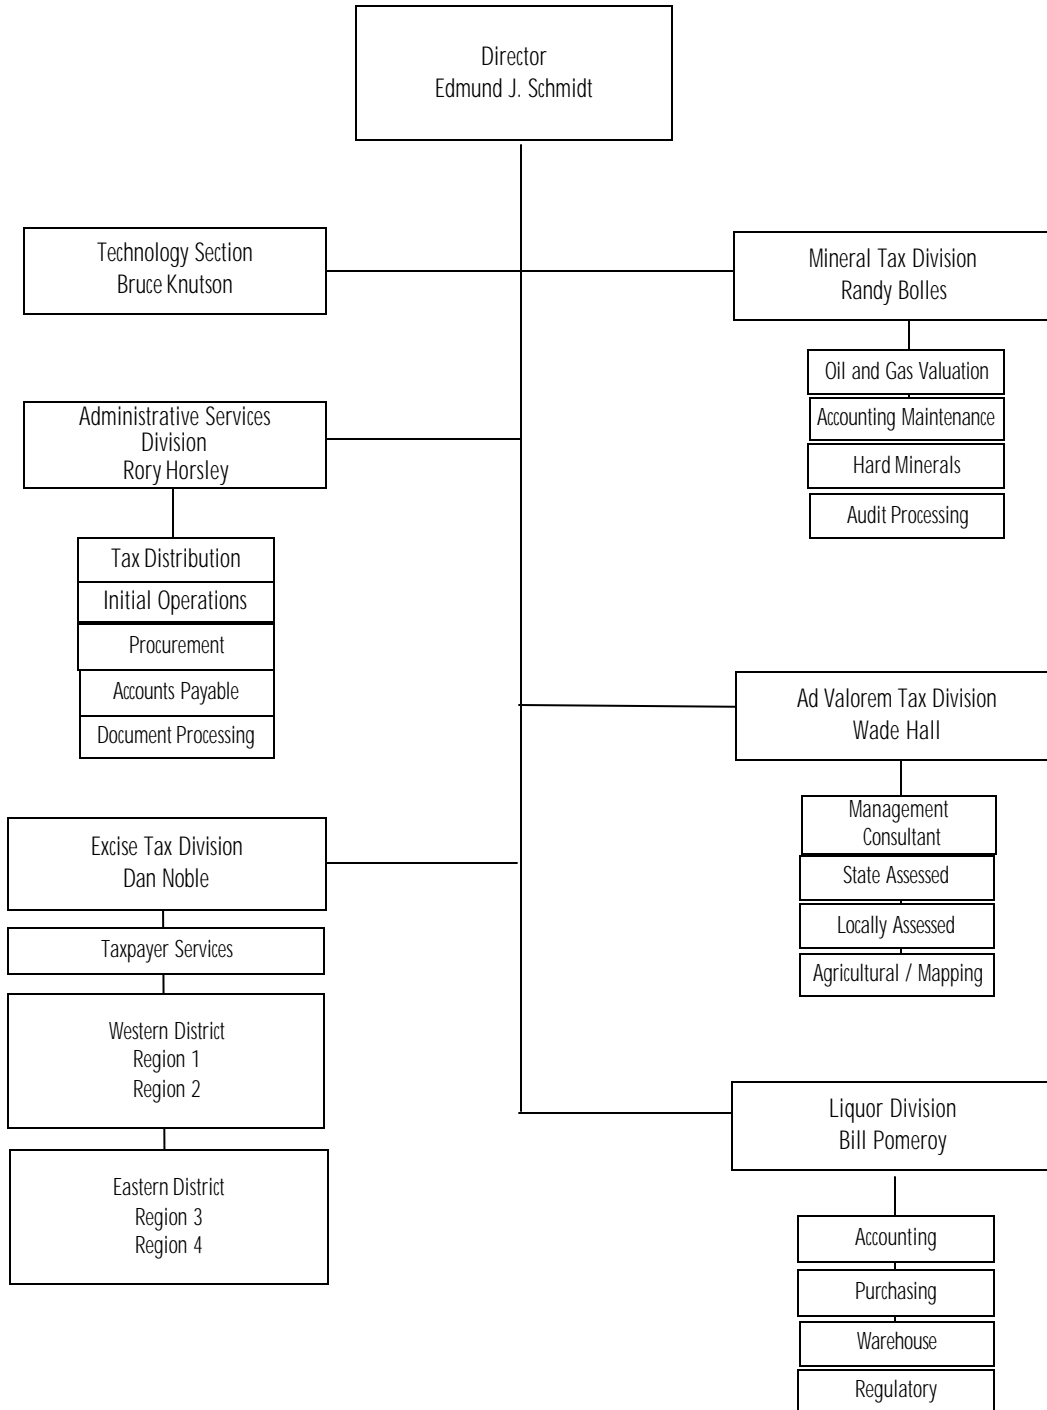 Director
Edmund J. Schmidt
Technology Section
Bruce Knutson
Mineral Tax Division
Randy Bolles
Oil and Gas Valuation
Accounting Maintenance
Hard Minerals
Audit Processing
Administrative Services
Division
Rory Horsley
Tax Distribution
Initial Operations
Procurement
Accounts Payable
Document Processing
Ad Valorem Tax Division
Wade Hall
Management
Consultant
State Assessed
Locally Assessed
Agricultural / Mapping
Excise Tax Division
Dan Noble
Taxpayer Services
Western District
Region 1
Region 2
Eastern District
Region 3
Region 4
Liquor Division
Bill Pomeroy
Accounting
Purchasing
Warehouse
Regulatory